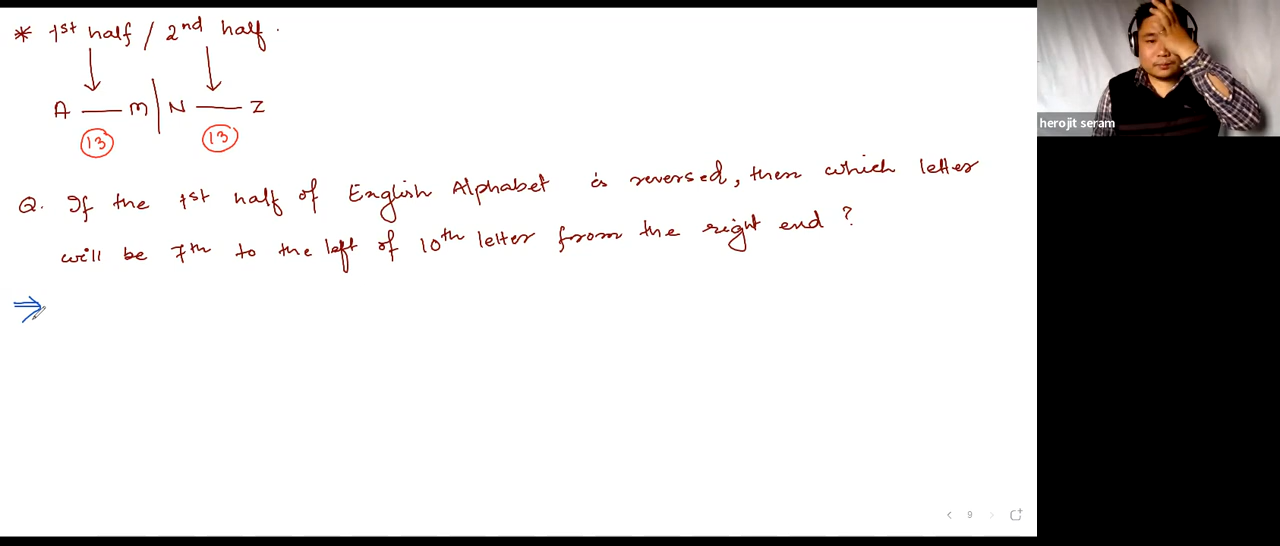 * 1st half / 2nd half.
A — M | N — Z
13 13
Q. If the 1st half of English Alphabet is reversed, then which letter
will be 7th to the left of 10th letter from the right end ?
⇒
herojit seram
9